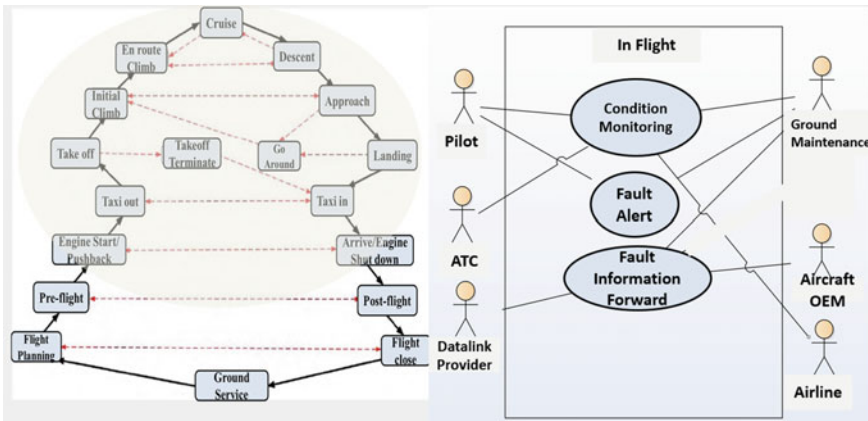 Cruise
En route
Climb
Descent
Initial
Climb
Approach
Take off
Takeoff
Terminate
Go
Around
Landing
Taxi out
Taxi in
Engine Start/
Pushback
Arrive/Eagine
Shut down
Pre-flight
Post-flight
Flight
Planning
Flight
close
Ground
Service
In Flight
Pilot
ATC
Datalink
Provider
Condition
Monitoring
Fault
Alert
Fault
Information
Forward
Ground
Maintenance
Aircraft
OEM
Airline